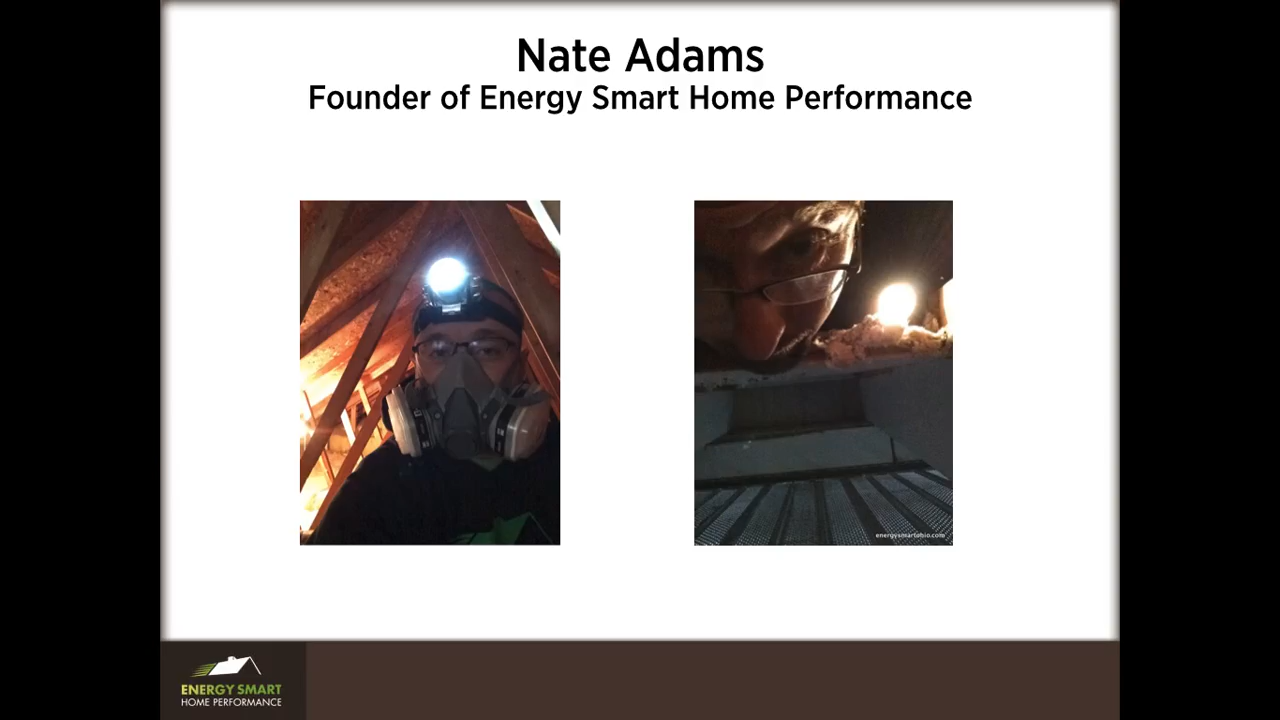 Nate Adams
Founder of Energy Smart Home Performance
energysmartohio.com
ENERGY SMART
HOME PERFORMANCE